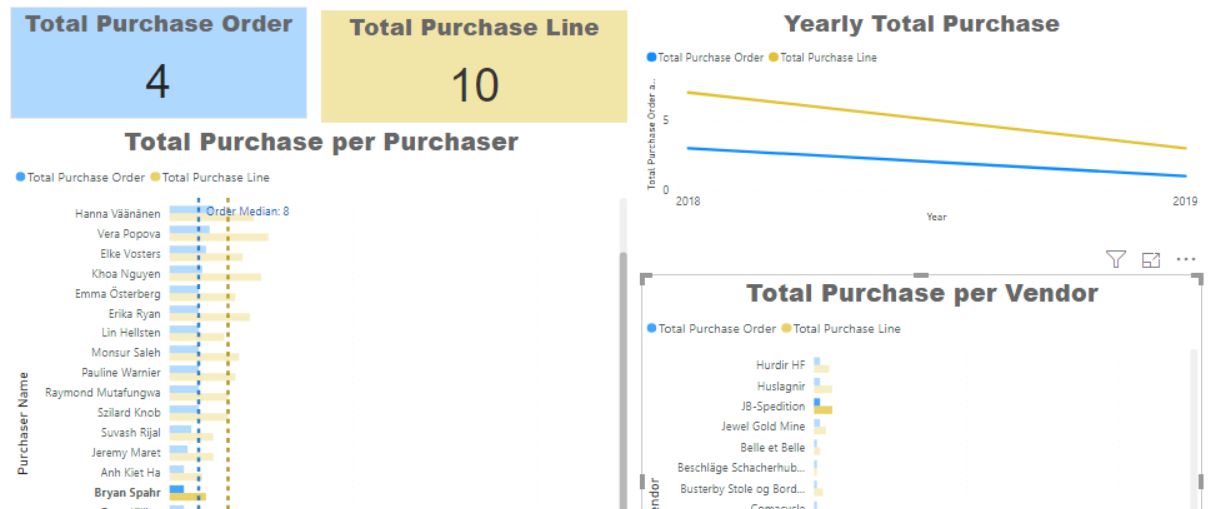 Total Purchase Order
4
Total Purchase Line
10
Total Purchase per Purchaser
Total Purchase Order Total Purchase Line
Order Median: 8
Purchaser Name
Hanna Väänänen
Vera Popova
Elke Vosters
Khoa Nguyen
Emma Österberg
Erika Ryan
Lin Hellsten
Monsur Saleh
Pauline Warnier
Raymond Mutafungwa
Szilard Knob
Suvash Rijal
Jeremy Maret
Anh Kiet Ha
Bryan Spahr
Yearly Total Purchase
Total Purchase Order Total Purchase Line
Total Purchase Order a..
5
0
2018
2019
Year
Total Purchase per Vendor
Total Purchase Order Total Purchase Line
Hurdir HF
Huslagnir
JB-Spedition
Jewel Gold Mine
Belle et Belle
Beschläge Schacherhub...
Busterby Stole og Bord...
Comacycle